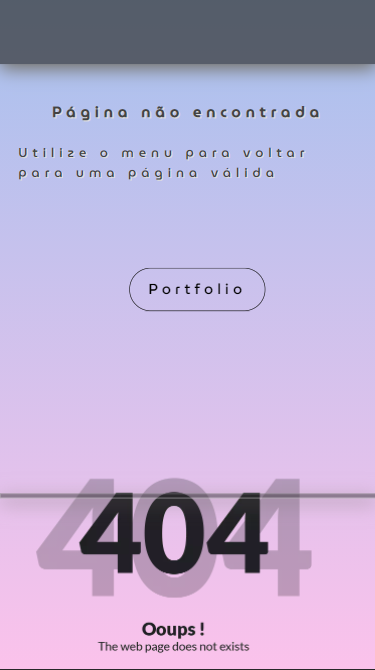 Página não encontrada
Utilize o menu para voltar
para uma página válida
Portfolio
404
Ooups !
The web page does not exists